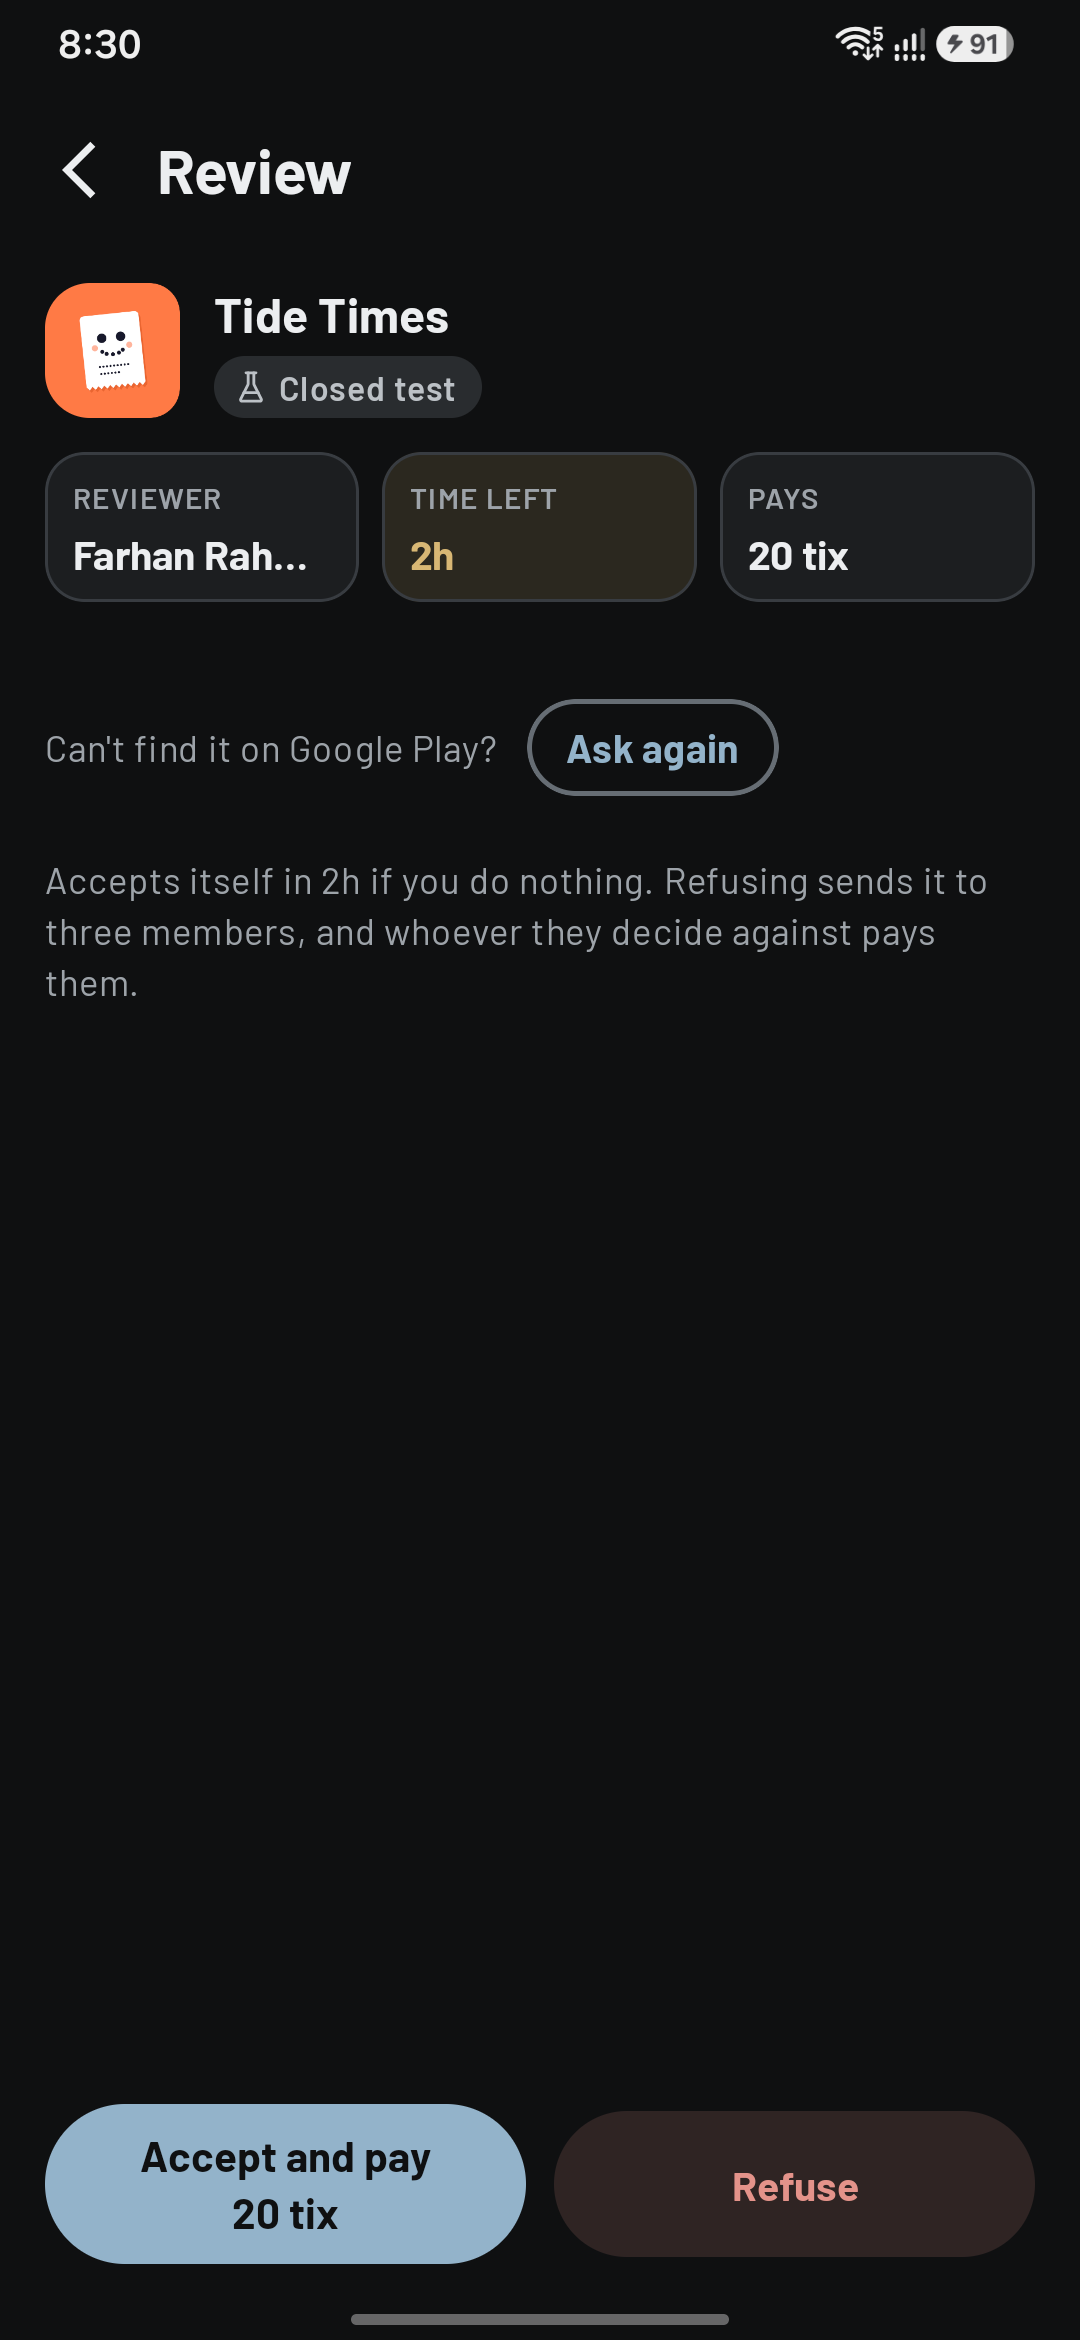 8:30
5
91
Review
Tide Times
Closed test
REVIEWER
Farhan Rah...
TIME LEFT
2h
PAYS
20 tix
Can't find it on Google Play?
Ask again
Accepts itself in 2h if you do nothing. Refusing sends it to
three members, and whoever they decide against pays
them.
Accept and pay
20 tix
Refuse